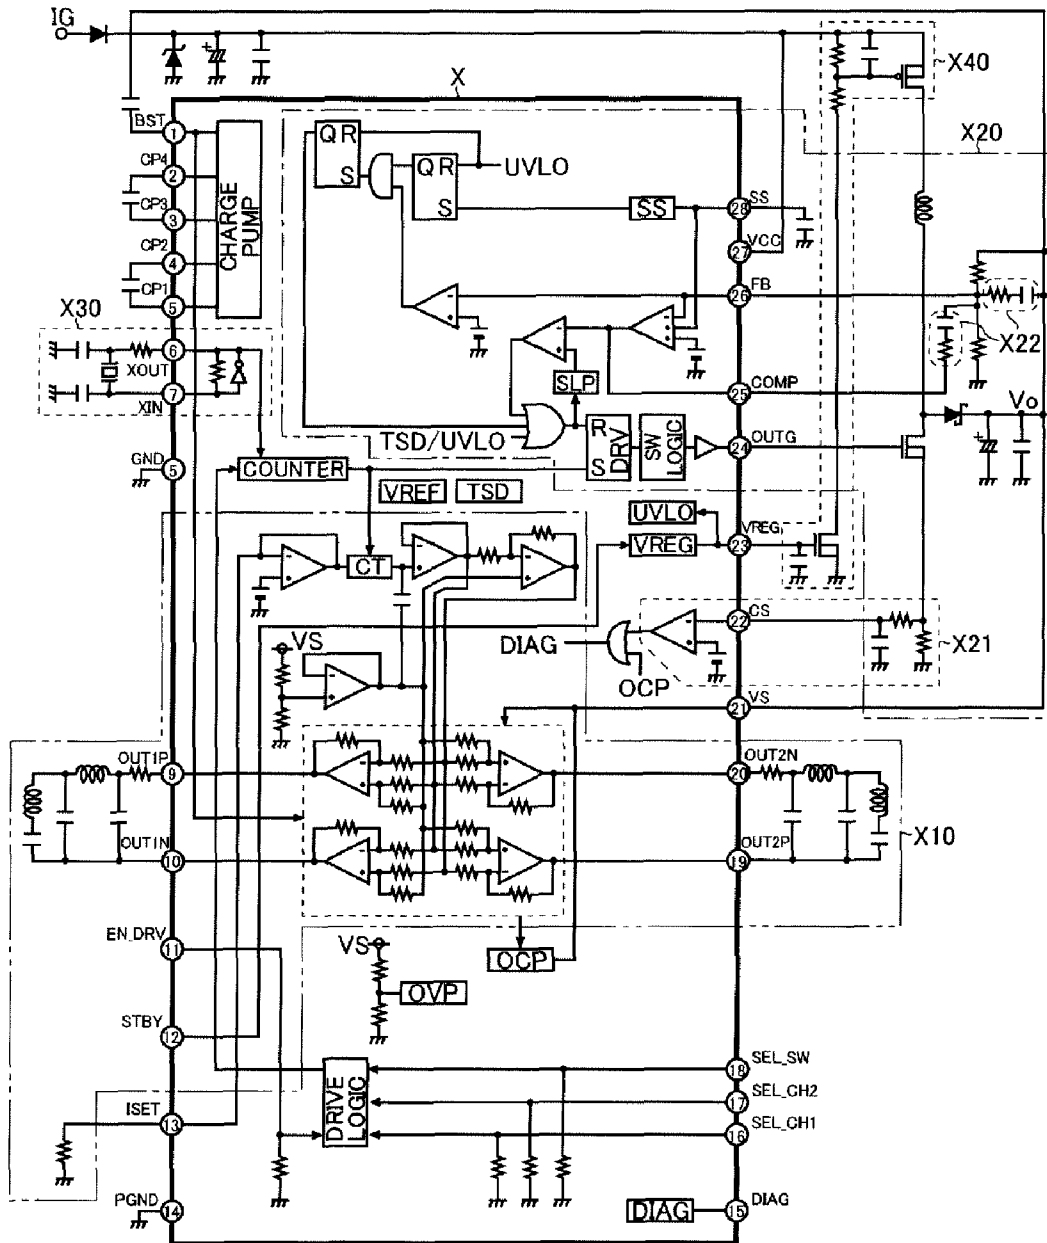 IG
X
X40
X20
BST
1
CP4
2
CP3
3
CP2
4
CP1
5
CHARGE PUMP
QR
S
QR
S
UVLO
SS
28
SS
27
VCC
26
FB
X22
X30
6
XOUT
7
XIN
SLP
25
COMP
Vo
TSD/UVLO
R
S
DRV
SW LOGIC
24
OUTG
GND
5
COUNTER
VREF
TSD
UVLO
VREG
23
VREG
CT
VS
DIAG
OCP
22
CS
X21
21
VS
OUT1P
9
20
OUT2N
OUT1N
10
19
OUT2P
X10
EN_DRV
11
VS
OCP
OVP
STBY
12
DRIVE LOGIC
18
SEL_SW
17
SEL_CH2
16
SEL_CH1
ISET
13
PGND
14
DIAG
15
DIAG